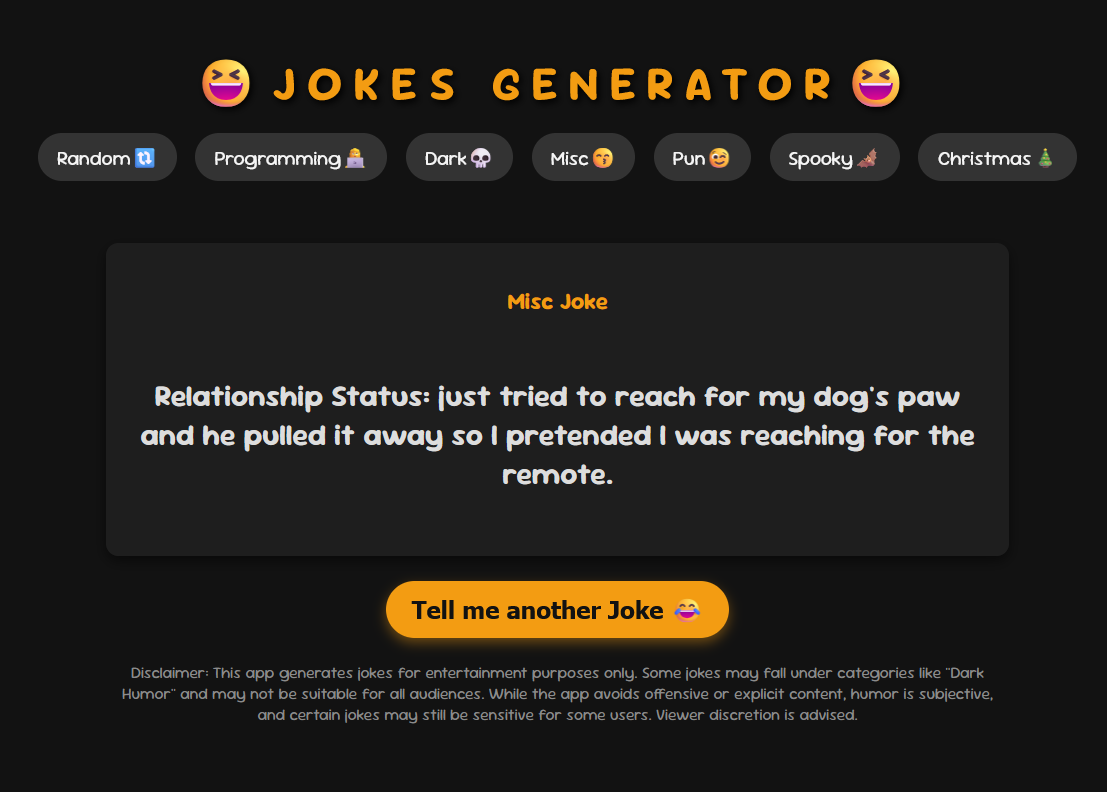 😆 JOKES GENERATOR 😆
Random 🔃 Programming 🧑‍💻 Dark 💀 Misc 😙 Pun 😉 Spooky 🦇 Christmas 🎄
Misc Joke
Relationship Status: just tried to reach for my dog's paw
and he pulled it away so I pretended I was reaching for the
remote.
Tell me another Joke 😂
Disclaimer: This app generates jokes for entertainment purposes only. Some jokes may fall under categories like "Dark
Humor" and may not be suitable for all audiences. While the app avoids offensive or explicit content, humor is subjective,
and certain jokes may still be sensitive for some users. Viewer discretion is advised.